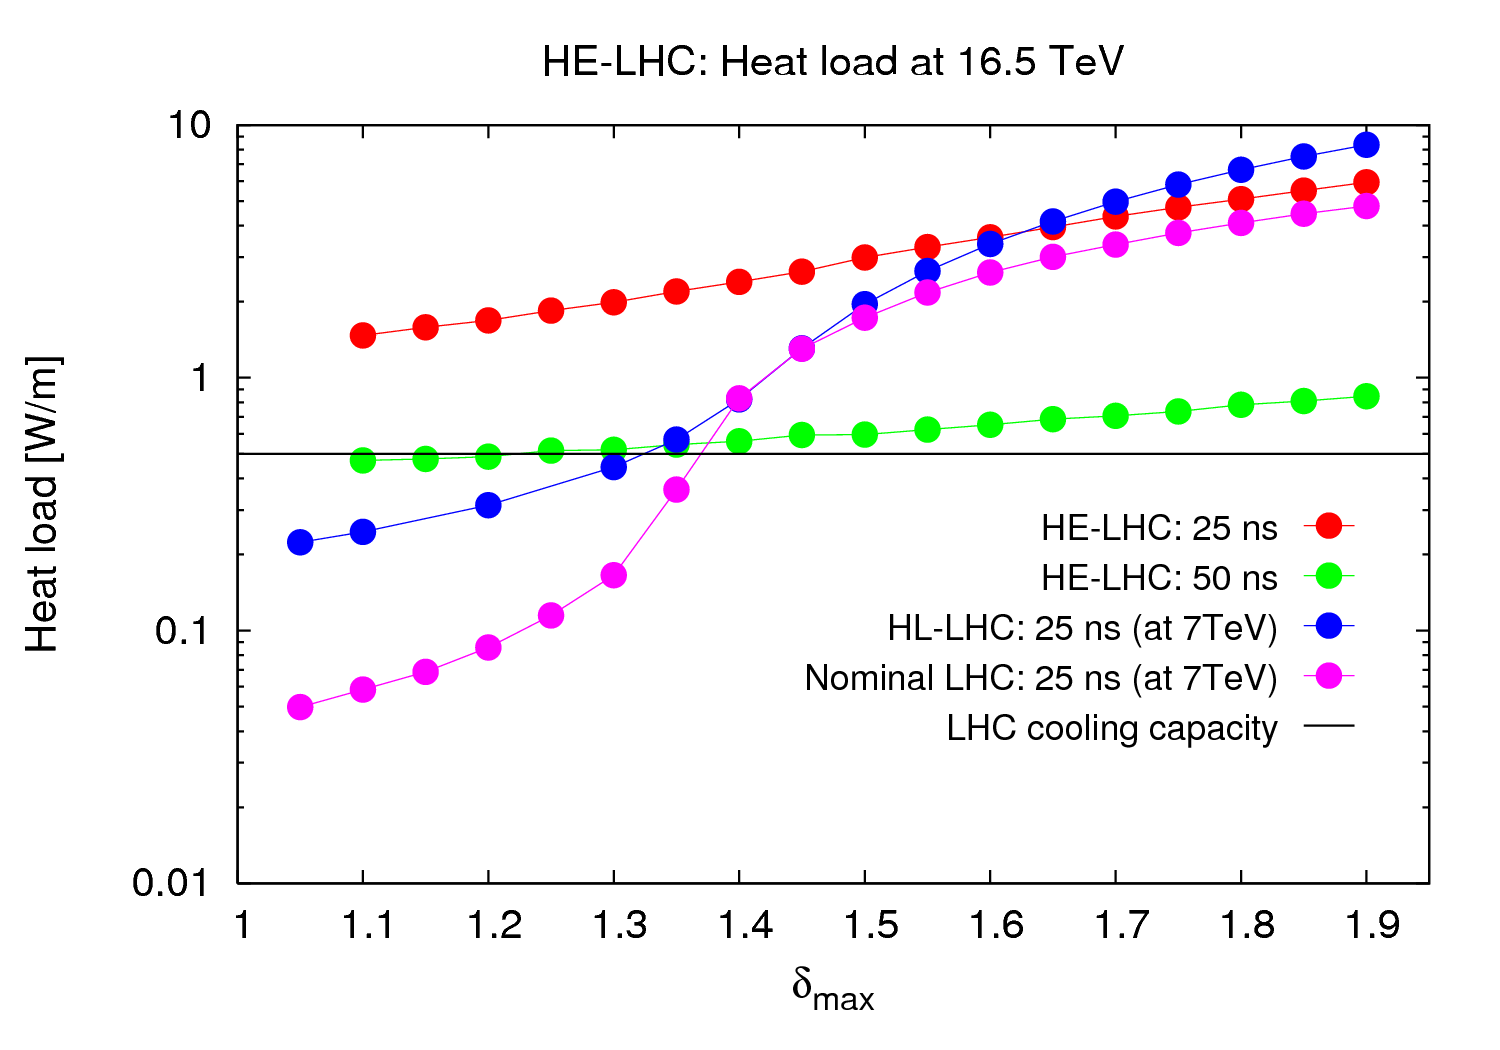 HE-LHC: Heat load at 16.5 TeV
10
1
0.1
0.01
Heat load [W/m]
HE-LHC: 25 ns
HE-LHC: 50 ns
HL-LHC: 25 ns (at 7TeV)
Nominal LHC: 25 ns (at 7TeV)
LHC cooling capacity
1 1.1 1.2 1.3 1.4 1.5 1.6 1.7 1.8 1.9
δmax